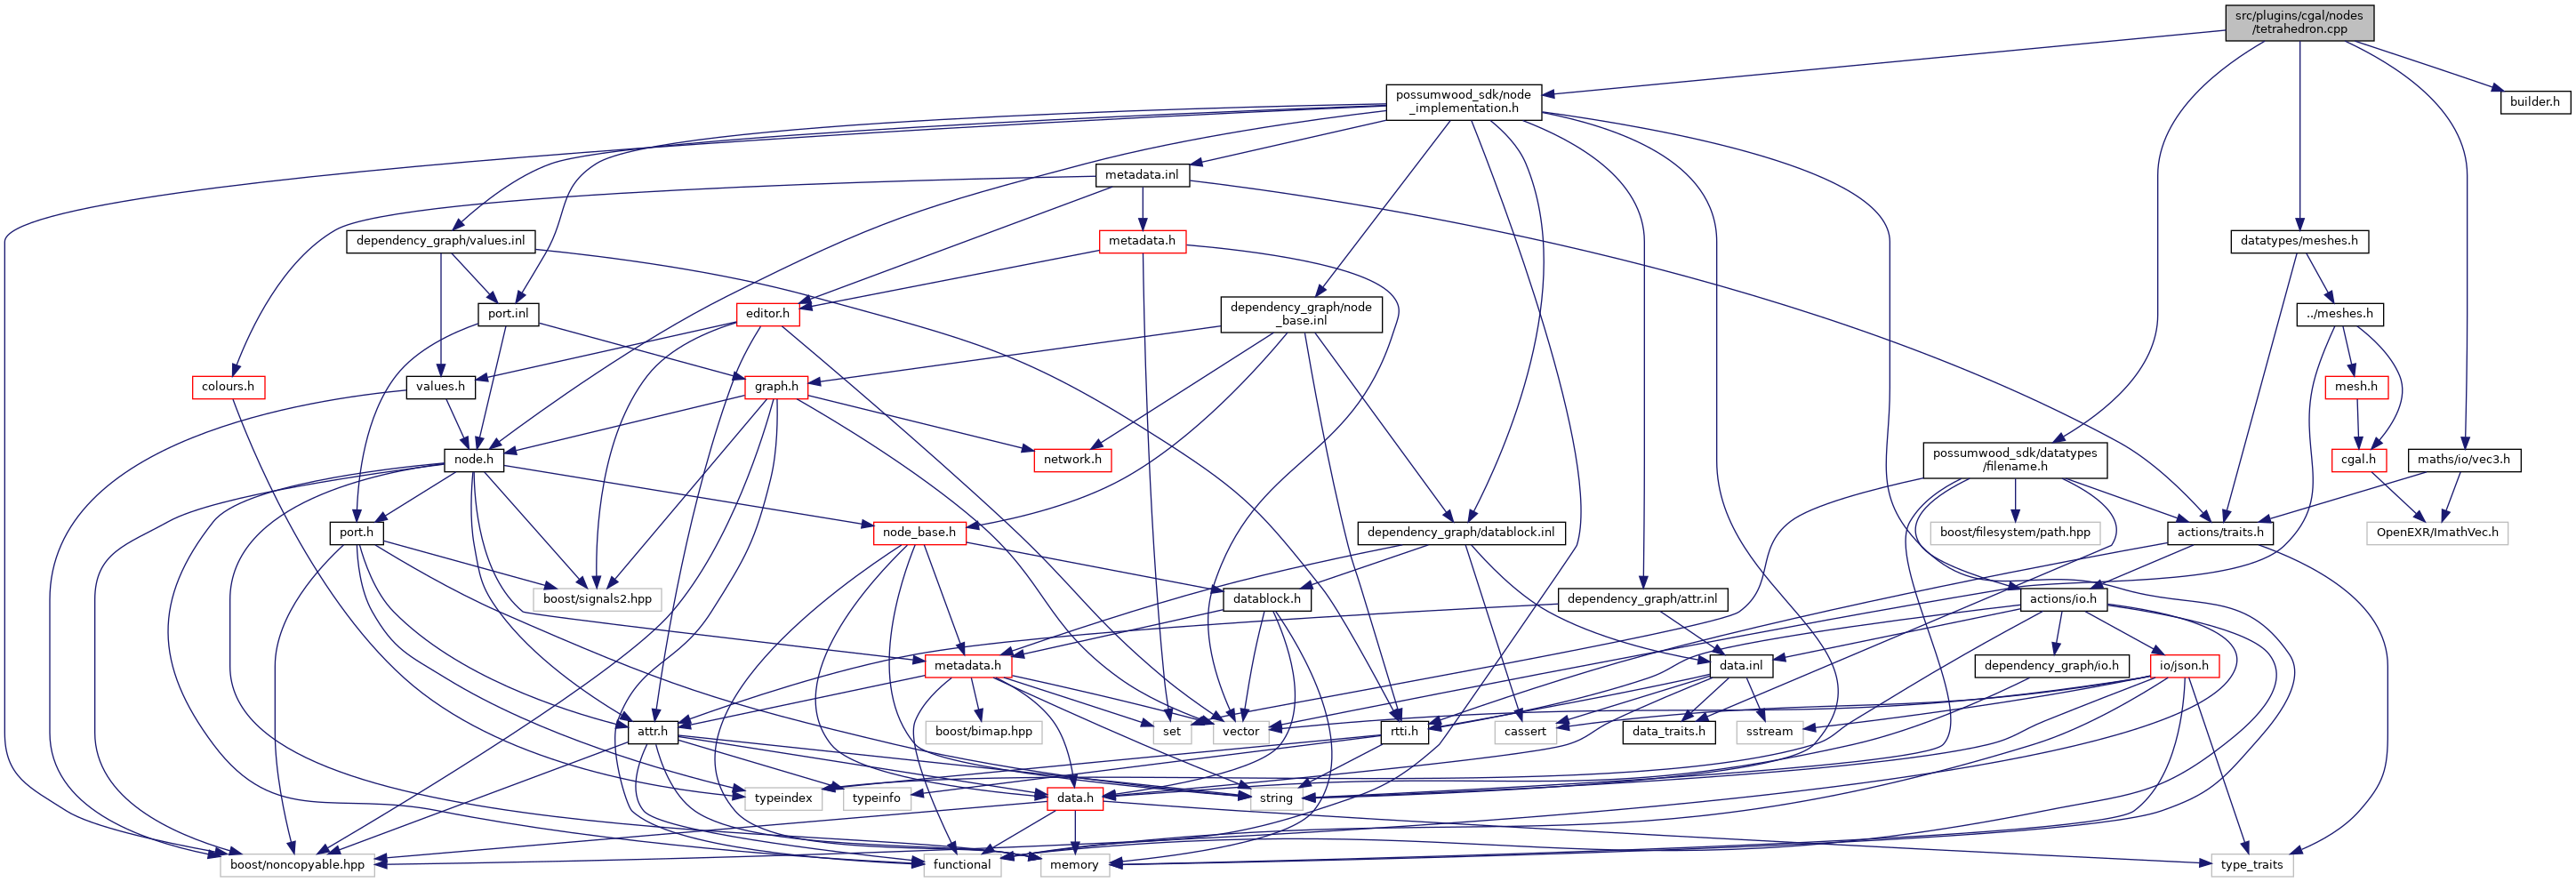 src/plugins/cgal/nodes
/tetrahedron.cpp
possumwood_sdk/node
_implementation.h
builder.h
metadata.inl
dependency_graph/values.inl
metadata.h
datatypes/meshes.h
port.inl
editor.h
dependency_graph/node
_base.inl
../meshes.h
colours.h
values.h
graph.h
mesh.h
node.h
network.h
possumwood_sdk/datatypes
/filename.h
cgal.h
maths/io/vec3.h
port.h
node_base.h
dependency_graph/datablock.inl
boost/filesystem/path.hpp
actions/traits.h
OpenEXR/ImathVec.h
boost/signals2.hpp
datablock.h
dependency_graph/attr.inl
actions/io.h
metadata.h
data.inl
dependency_graph/io.h
io/json.h
attr.h
boost/bimap.hpp
set
vector
rtti.h
cassert
data_traits.h
sstream
typeindex
typeinfo
data.h
string
boost/noncopyable.hpp
functional
memory
type_traits